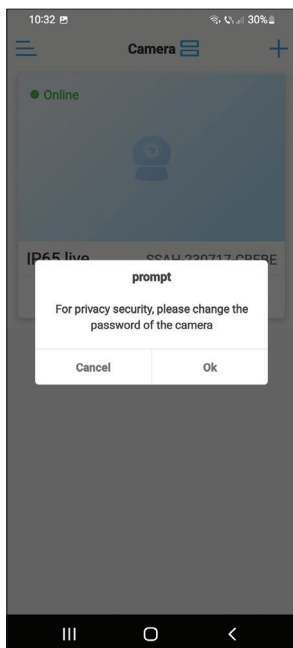 10:32
30%
Camera
Online
IP65 live
prompt
For privacy security, please change the
password of the camera
Cancel
Ok